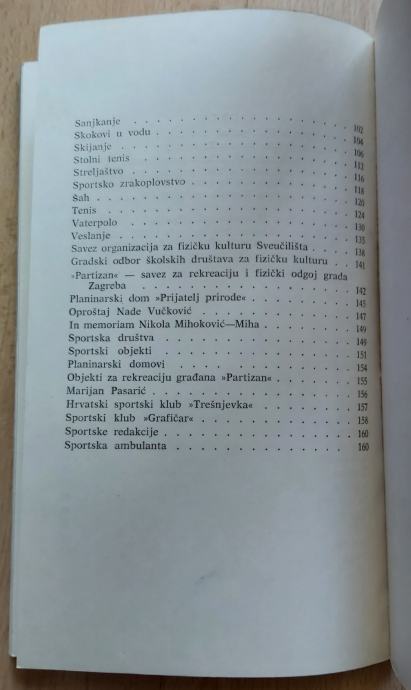 Sanjkanje . . . . . . . . . . . . . . 102
Skokovi u vodu . . . . . . . . . . . . 104
Skijanje . . . . . . . . . . . . . . . 106
Stolni tenis . . . . . . . . . . . . . 111
Streljaštvo . . . . . . . . . . . . . 116
Sportsko zrakoplovstvo . . . . . . . . 118
Šah . . . . . . . . . . . . . . . . . 120
Tenis . . . . . . . . . . . . . . . . 124
Vaterpolo . . . . . . . . . . . . . . 130
Veslanje . . . . . . . . . . . . . . . 135
Savez organizacija za fizičku kulturu Sveučilišta . . . 138
Gradski odbor školskih društava za fizičku kulturu . . 141
»Partizan« — savez za rekreaciju i fizički odgoj grada
Zagreba . . . . . . . . . . . . . . . 142
Planinarski dom »Prijatelj prirode« . . . . . . . 145
Oproštaj Nade Vučković . . . . . . . . . . 147
In memoriam Nikola Mihoković—Miha . . . . . . 149
Sportska društva . . . . . . . . . . . . 149
Sportski objekti . . . . . . . . . . . . 151
Planinarski domovi . . . . . . . . . . . 154
Objekti za rekreaciju građana »Partizan« . . . . . 155
Marijan Pasarić . . . . . . . . . . . . 156
Hrvatski sportski klub »Trešnjevka« . . . . . . 157
Sportski klub »Grafičar« . . . . . . . . . 158
Sportske redakcije . . . . . . . . . . . 160
Sportska ambulanta . . . . . . . . . . . 160